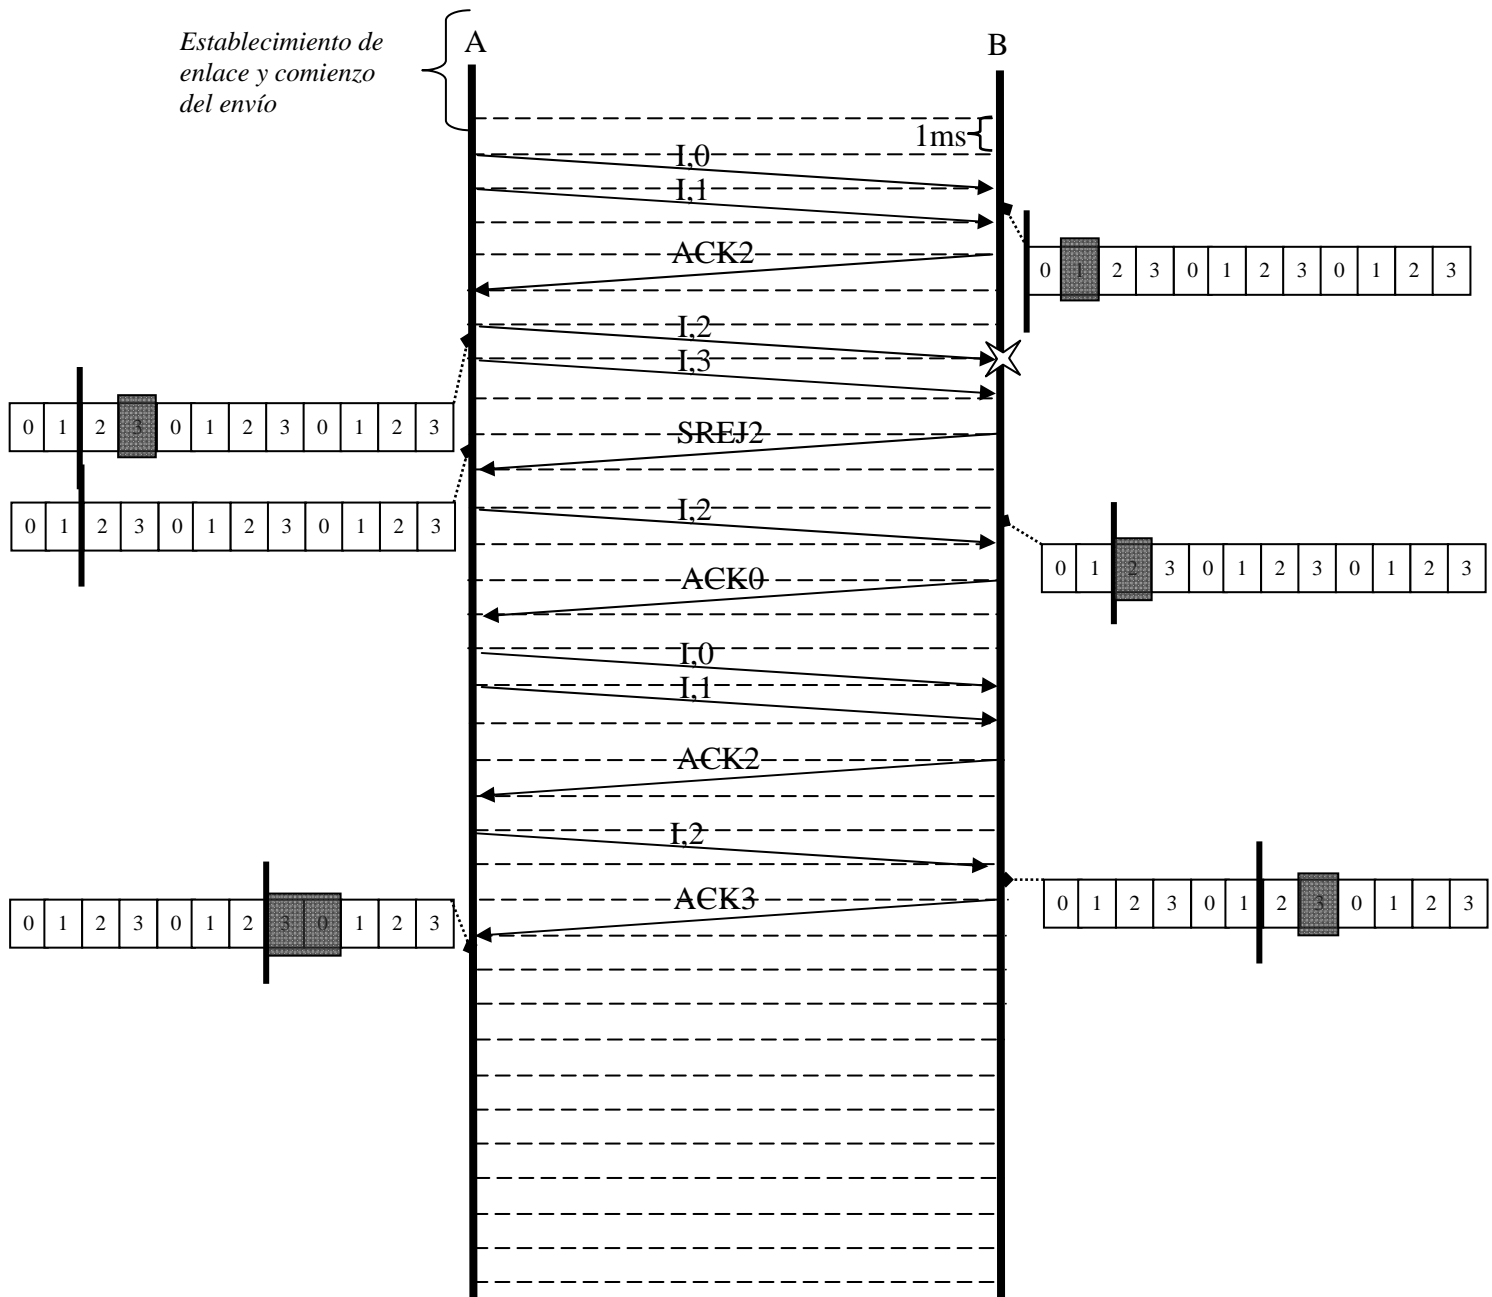 Establecimiento de
enlace y comienzo
del envío
A
B
1ms
I,0
I,1
ACK2
0 1 2 3 0 1 2 3 0 1 2 3
I,2
I,3
0 1 2 3 0 1 2 3 0 1 2 3
SREJ2
0 1 2 3 0 1 2 3 0 1 2 3
I,2
0 1 2 3 0 1 2 3 0 1 2 3
ACK0
I,0
I,1
ACK2
I,2
0 1 2 3 0 1 2 3 0 1 2 3
ACK3
0 1 2 3 0 1 2 3 0 1 2 3